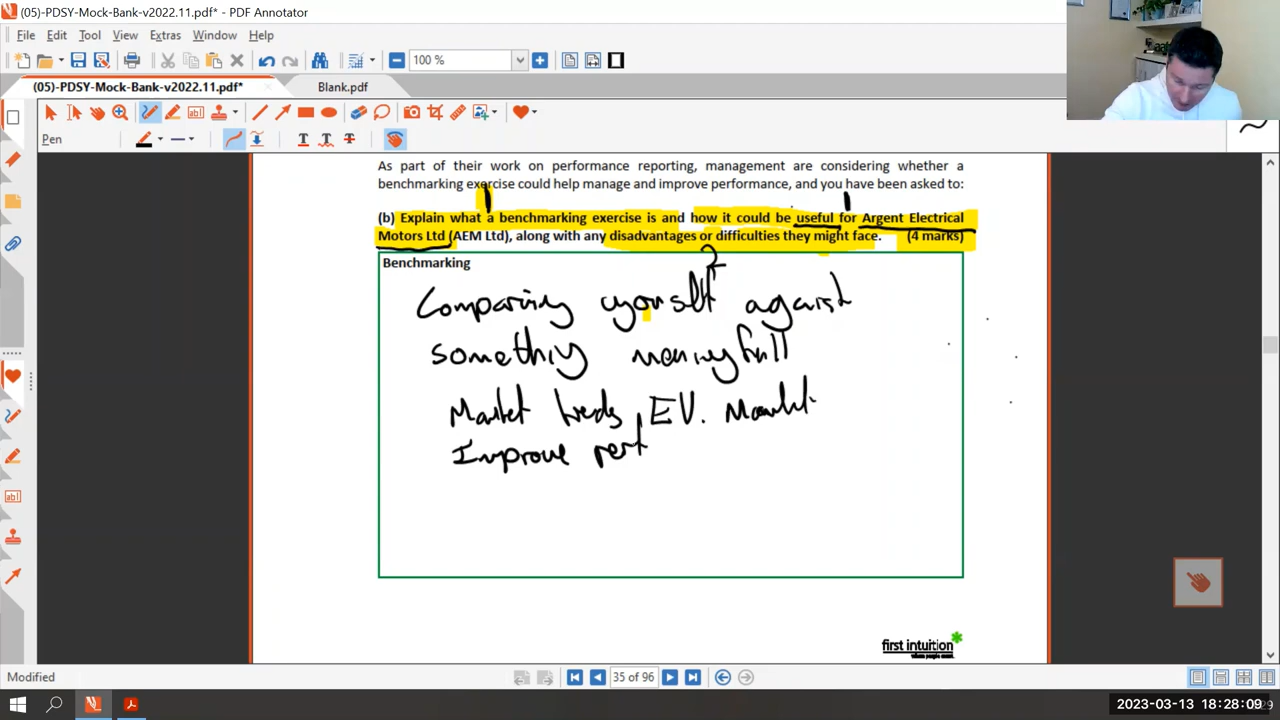 (05)-PDSY-Mock-Bank-v2022.11.pdf* - PDF Annotator
File Edit Tool View Extras Window Help
100 %
(05)-PDSY-Mock-Bank-v2022.11.pdf* Blank.pdf
Pen
As part of their work on performance reporting, management are considering whether a
benchmarking exercise could help manage and improve performance, and you have been asked to:
1 1
(b) Explain what a benchmarking exercise is and how it could be useful for Argent Electrical
Motors Ltd (AEM Ltd), along with any disadvantages or difficulties they might face. (4 marks)
2
Benchmarking
Comparing yourself against
something meaningfull
Market trends, EV. Market
Improve perf
first intuition
Modified
35 of 96
2023-03-13 18:28:09